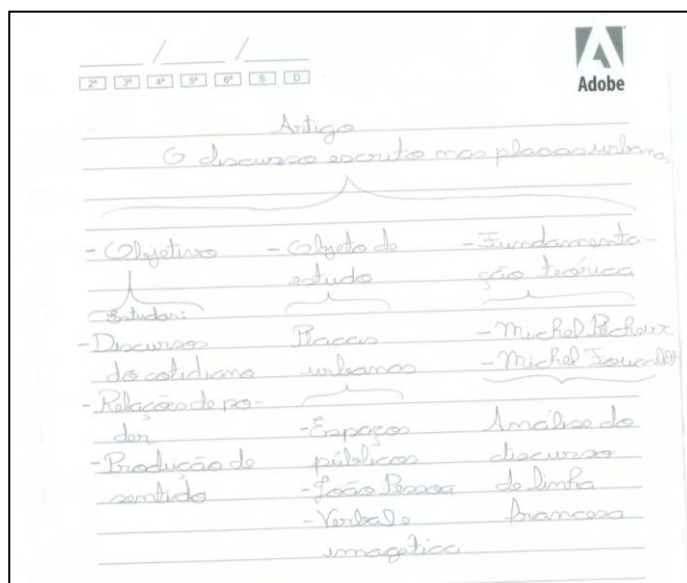 2ª 3ª 4ª 5ª 6ª S D
Adobe
Artigo
O discurso escrito nas placas urbanas
- Objetivo
Estudar:
- Discursos
do cotidiano
- Relações de po-
der
- Produção de
sentido
- Objeto de
estudo
Placas
urbanas
- Espaços
públicos
- João Pessoa
- Verbal e
imagética
- Fundamenta-
ção teórica
- Michel Pêcheux
- Michel Foucault
Análise do
discurso
de linha
francesa